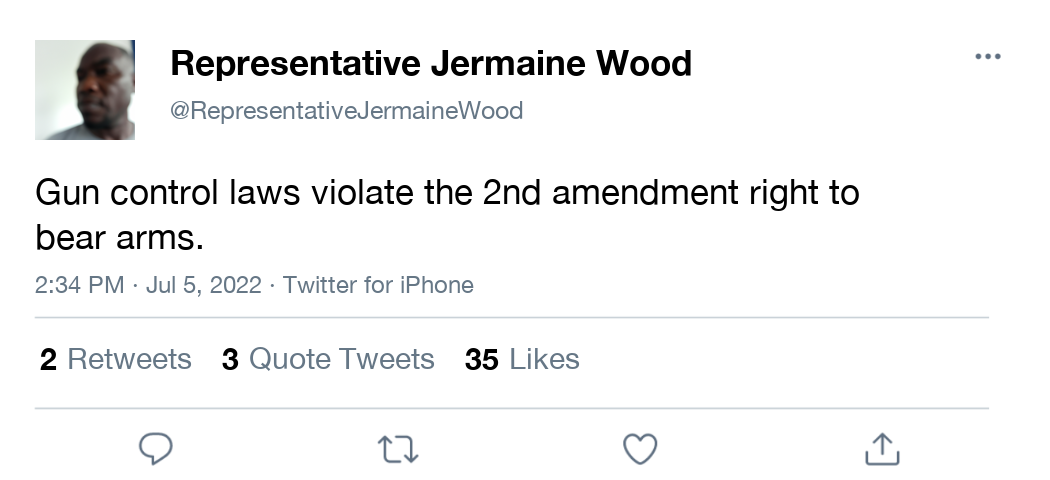 Representative Jermaine Wood
@RepresentativeJermaineWood
Gun control laws violate the 2nd amendment right to
bear arms.
2:34 PM · Jul 5, 2022 · Twitter for iPhone
2 Retweets 3 Quote Tweets 35 Likes